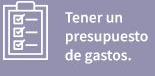 Tener un
presupuesto
de gastos.